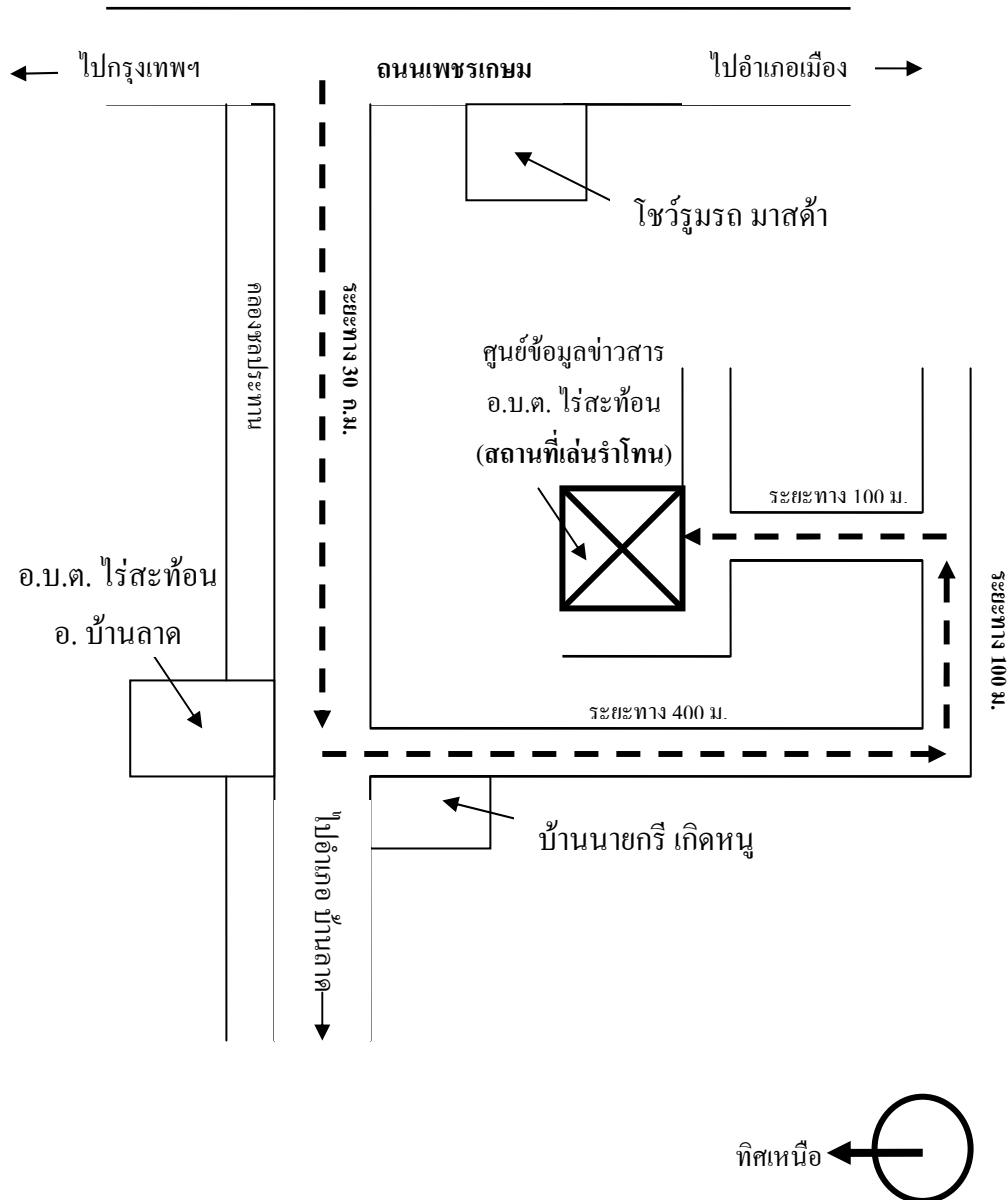 ไปกรุงเทพฯ
ถนนเพชรเกษม
ไปอำเภอเมือง
โชว์รูมรถ มาสด้า
คลองชลประทาน
ระยะทาง 30 ก.ม.
ศูนย์ข้อมูลข่าวสาร
อ.บ.ต. ไร่สะท้อน
(สถานที่เล่นรำโทน)
ระยะทาง 100 ม.
อ.บ.ต. ไร่สะท้อน
อ. บ้านลาด
ระยะทาง 100 ม.
ระยะทาง 400 ม.
บ้านนายกรี เกิดหนู
ไปอำเภอ บ้านลาด
ทิศเหนือ